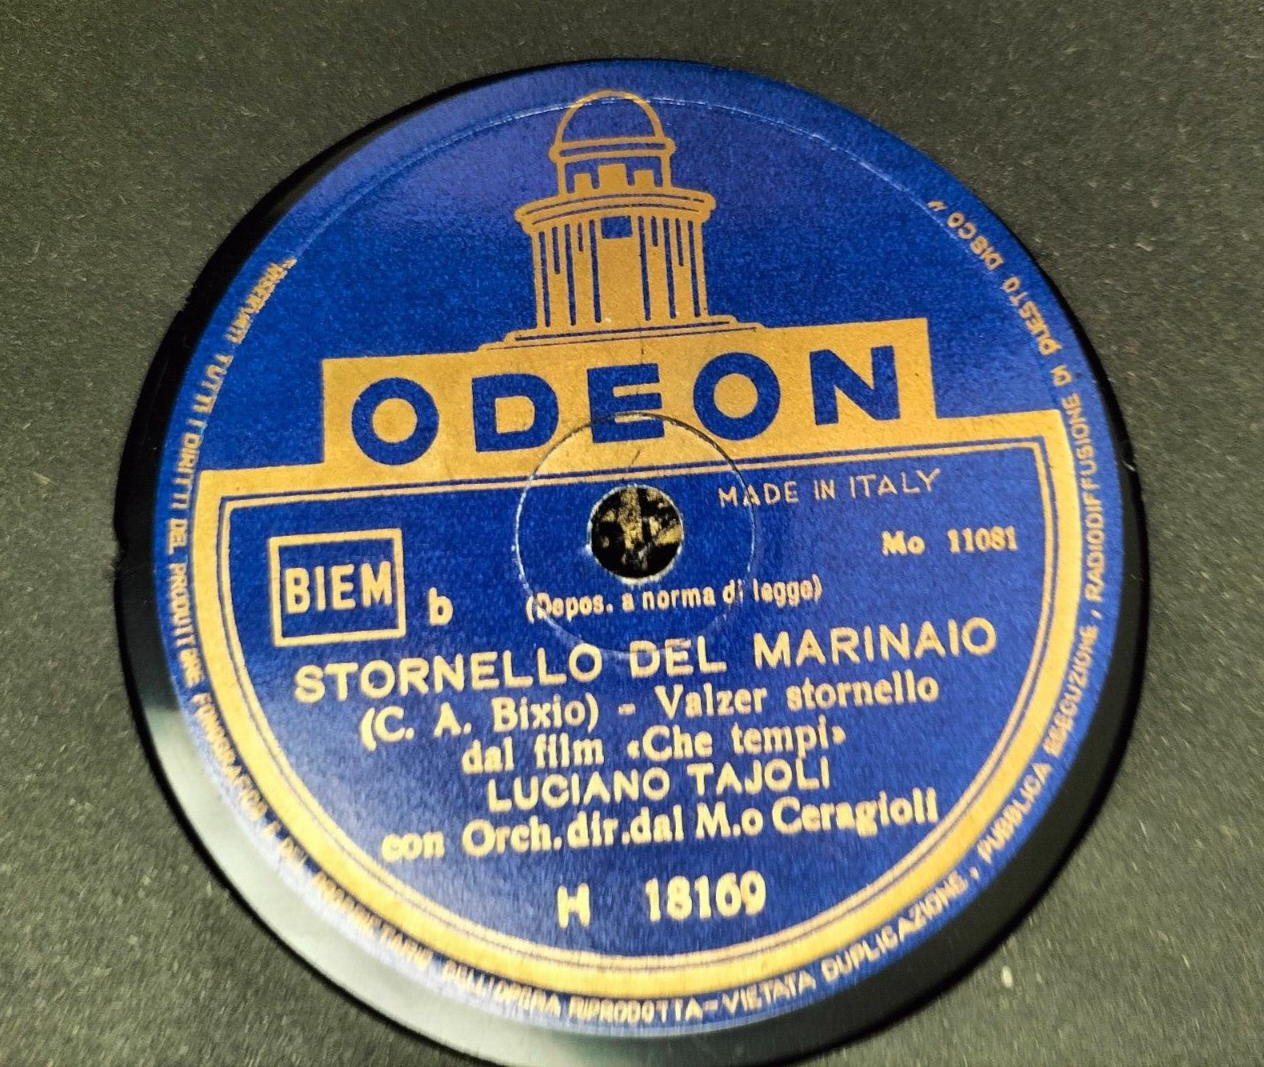 ODEON
MADE IN ITALY
Mo 11081
BIEM
b
(Depos. a norma di legge)
STORNELLO DEL MARINAIO
(C. A. Bixio) - Valzer stornello
dal film «Che tempi»
LUCIANO TAJOLI
con Orch. dir. dal M.o Ceragioli
H 18169
"RISERVATI TUTTI I DIRITTI DEL PRODUTTORE FONOGRAFICO E DEL PROPRIETARIO DELL'OPERA RIPRODOTTA - VIETATA DUPLICAZIONE, PUBBLICA ESECUZIONE, RADIODIFFUSIONE DI QUESTO DISCO"